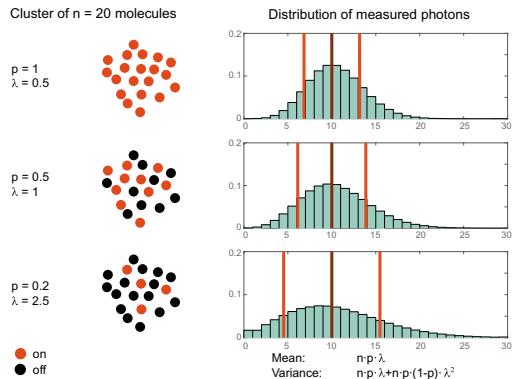 Cluster of n = 20 molecules
Distribution of measured photons
p = 1
λ = 0.5
0.2
0.1
0
5
10
15
20
25
30
p = 0.5
λ = 1
0.2
0.1
0
5
10
15
20
25
30
p = 0.2
λ = 2.5
0.2
0.1
0
5
10
15
20
25
30
on
off
Mean: n·p·λ
Variance: n·p·λ+n·p·(1-p)·λ²